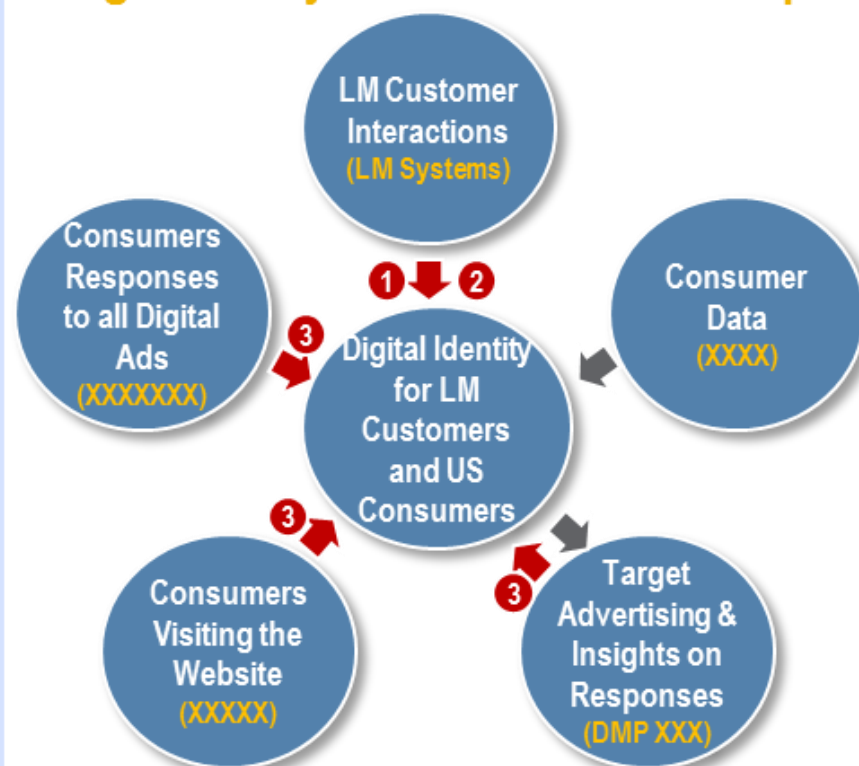 LM Customer
Interactions
(LM Systems)
Consumers
Responses
to all Digital
Ads
(XXXXXXX)
1 2
3
Consumer
Data
(XXXX)
Digital Identity
for LM
Customers
and US
Consumers
3
Consumers
Visiting the
Website
(XXXXX)
3
Target
Advertising &
Insights on
Responses
(DMP XXX)